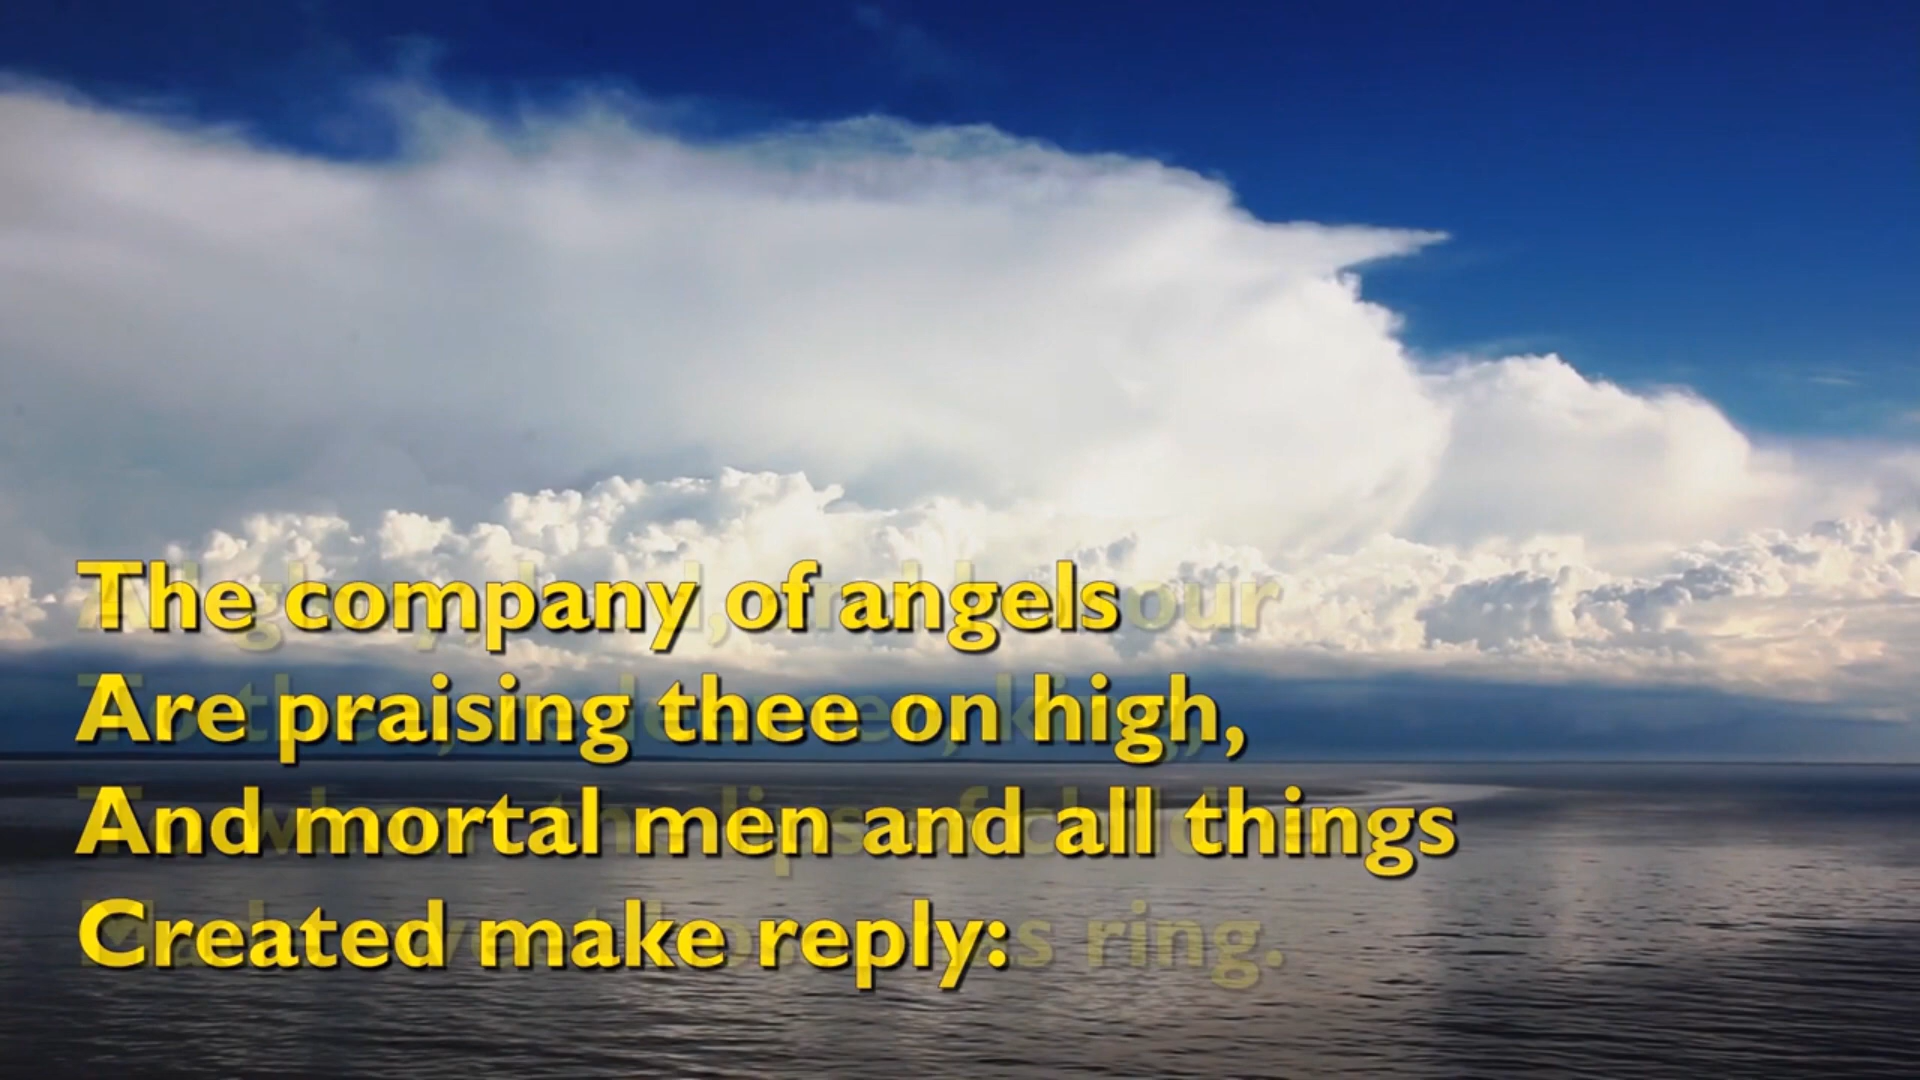 The company of angels
Are praising thee on high,
And mortal men and all things
Created make reply: